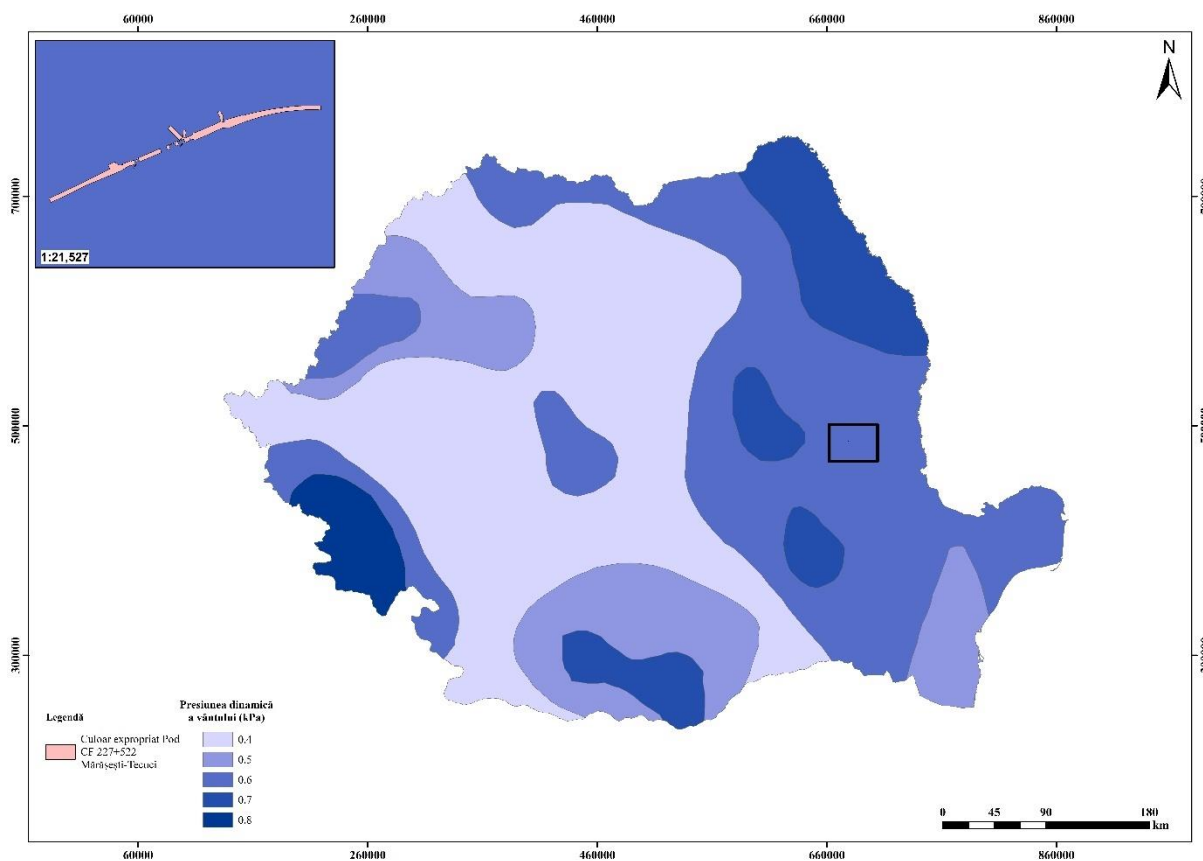 60000 260000 460000 660000 860000
N
1:21,527
700000
500000 500000
300000
Legendă
Culoar expropriat Pod
CF 227+522
Mărășești-Tecuci
Presiunea dinamică
a vântului (kPa)
0.4
0.5
0.6
0.7
0.8
0 45 90 180
km
60000 260000 460000 660000 860000